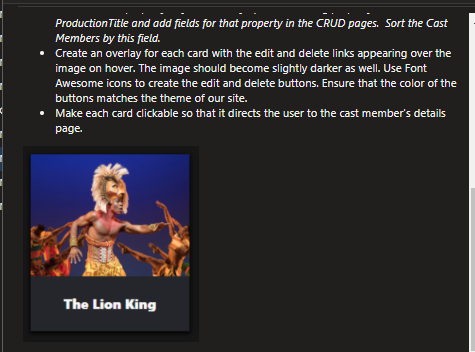 ProductionTitle and add fields for that property in the CRUD pages.  Sort the Cast
Members by this field.
• Create an overlay for each card with the edit and delete links appearing over the
image on hover. The image should become slightly darker as well. Use Font
Awesome icons to create the edit and delete buttons. Ensure that the color of the
buttons matches the theme of our site.
• Make each card clickable so that it directs the user to the cast member's details
page.
The Lion King